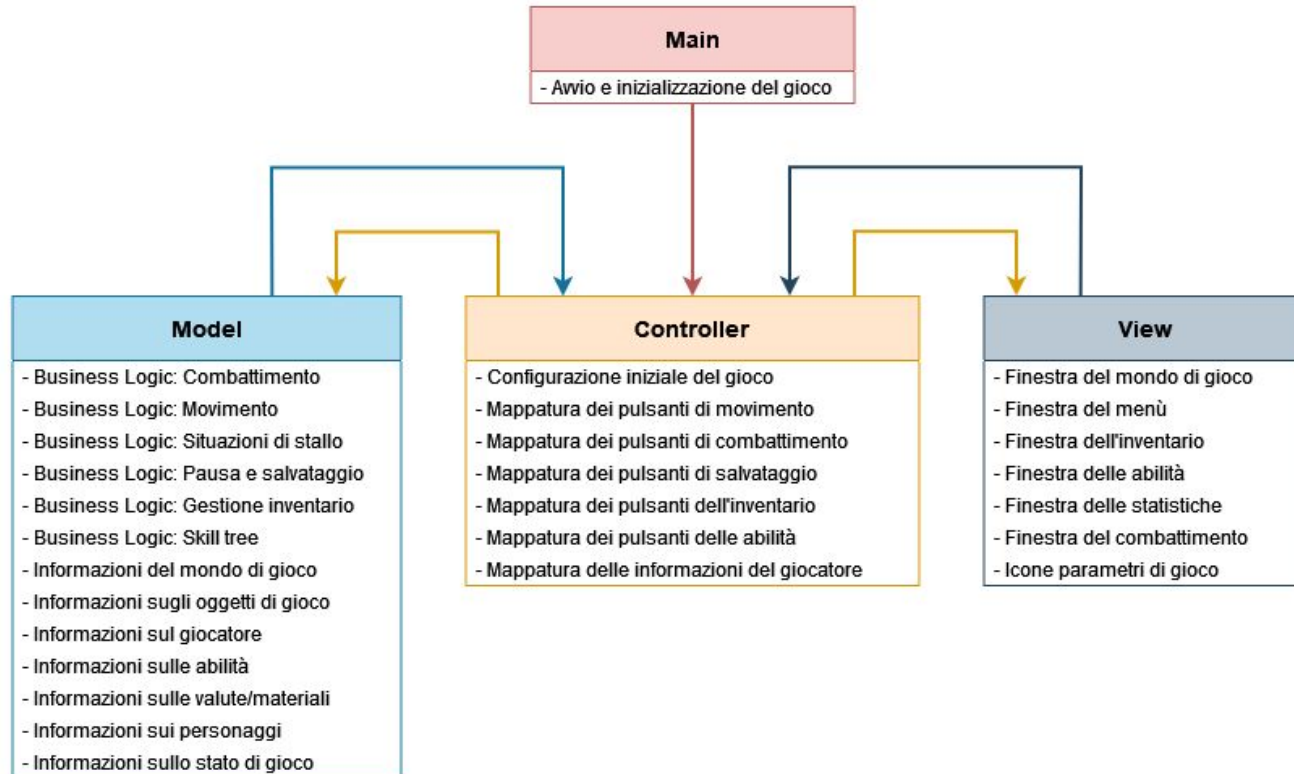 Main
- Avvio e inizializzazione del gioco
Model
- Business Logic: Combattimento
- Business Logic: Movimento
- Business Logic: Situazioni di stallo
- Business Logic: Pausa e salvataggio
- Business Logic: Gestione inventario
- Business Logic: Skill tree
- Informazioni del mondo di gioco
- Informazioni sugli oggetti di gioco
- Informazioni sul giocatore
- Informazioni sulle abilità
- Informazioni sulle valute/materiali
- Informazioni sui personaggi
- Informazioni sullo stato di gioco
Controller
- Configurazione iniziale del gioco
- Mappatura dei pulsanti di movimento
- Mappatura dei pulsanti di combattimento
- Mappatura dei pulsanti di salvataggio
- Mappatura dei pulsanti dell'inventario
- Mappatura dei pulsanti delle abilità
- Mappatura delle informazioni del giocatore
View
- Finestra del mondo di gioco
- Finestra del menù
- Finestra dell'inventario
- Finestra delle abilità
- Finestra delle statistiche
- Finestra del combattimento
- Icone parametri di gioco